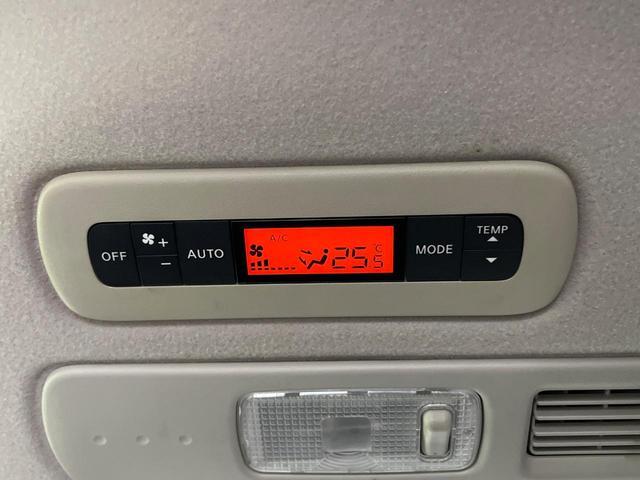 OFF
+
−
AUTO
A/C
25.5 °C
MODE
TEMP